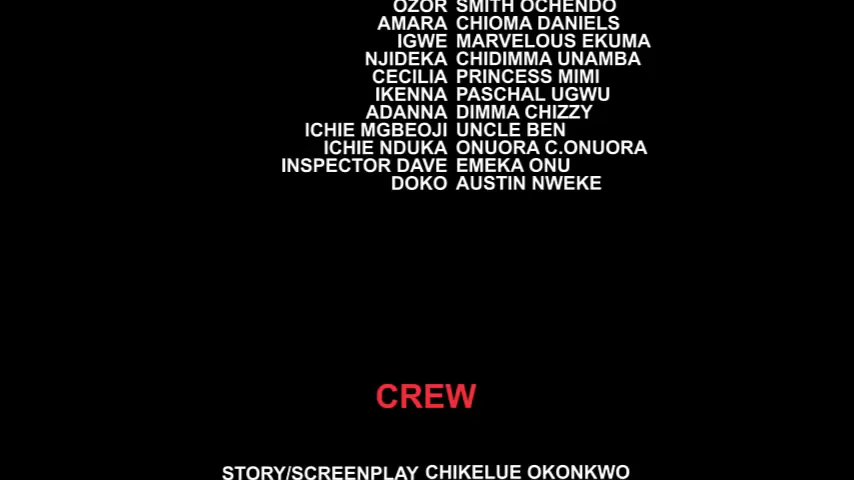 OZOR SMITH OCHENDO
AMARA CHIOMA DANIELS
IGWE MARVELOUS EKUMA
NJIDEKA CHIDIMMA UNAMBA
CECILIA PRINCESS MIMI
IKENNA PASCHAL UGWU
ADANNA DIMMA CHIZZY
ICHIE MGBEOJI UNCLE BEN
ICHIE NDUKA ONUORA C.ONUORA
INSPECTOR DAVE EMEKA ONU
DOKO AUSTIN NWEKE
CREW
STORY/SCREENPLAY CHIKELUE OKONKWO